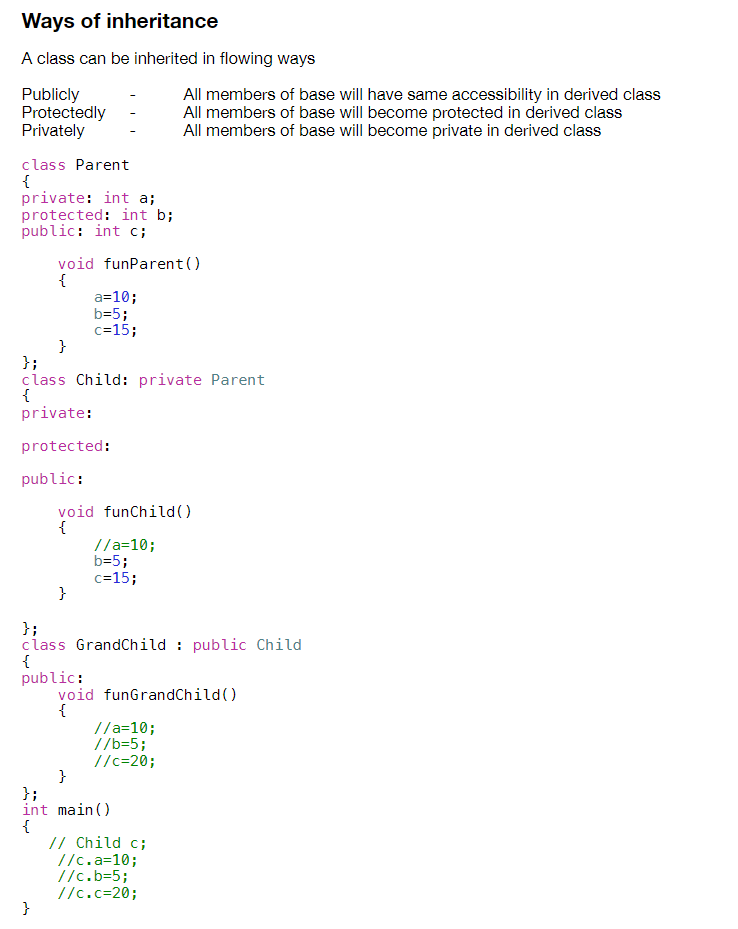 Ways of inheritance
A class can be inherited in flowing ways
Publicly - All members of base will have same accessibility in derived class
Protectedly - All members of base will become protected in derived class
Privately - All members of base will become private in derived class
class Parent
{
private: int a;
protected: int b;
public: int c;
    void funParent()
    {
        a=10;
        b=5;
        c=15;
    }
};
class Child: private Parent
{
private:
protected:
public:
    void funChild()
    {
        //a=10;
        b=5;
        c=15;
    }
};
class GrandChild : public Child
{
public:
    void funGrandChild()
    {
        //a=10;
        //b=5;
        //c=20;
    }
};
int main()
{
   // Child c;
    //c.a=10;
    //c.b=5;
    //c.c=20;
}